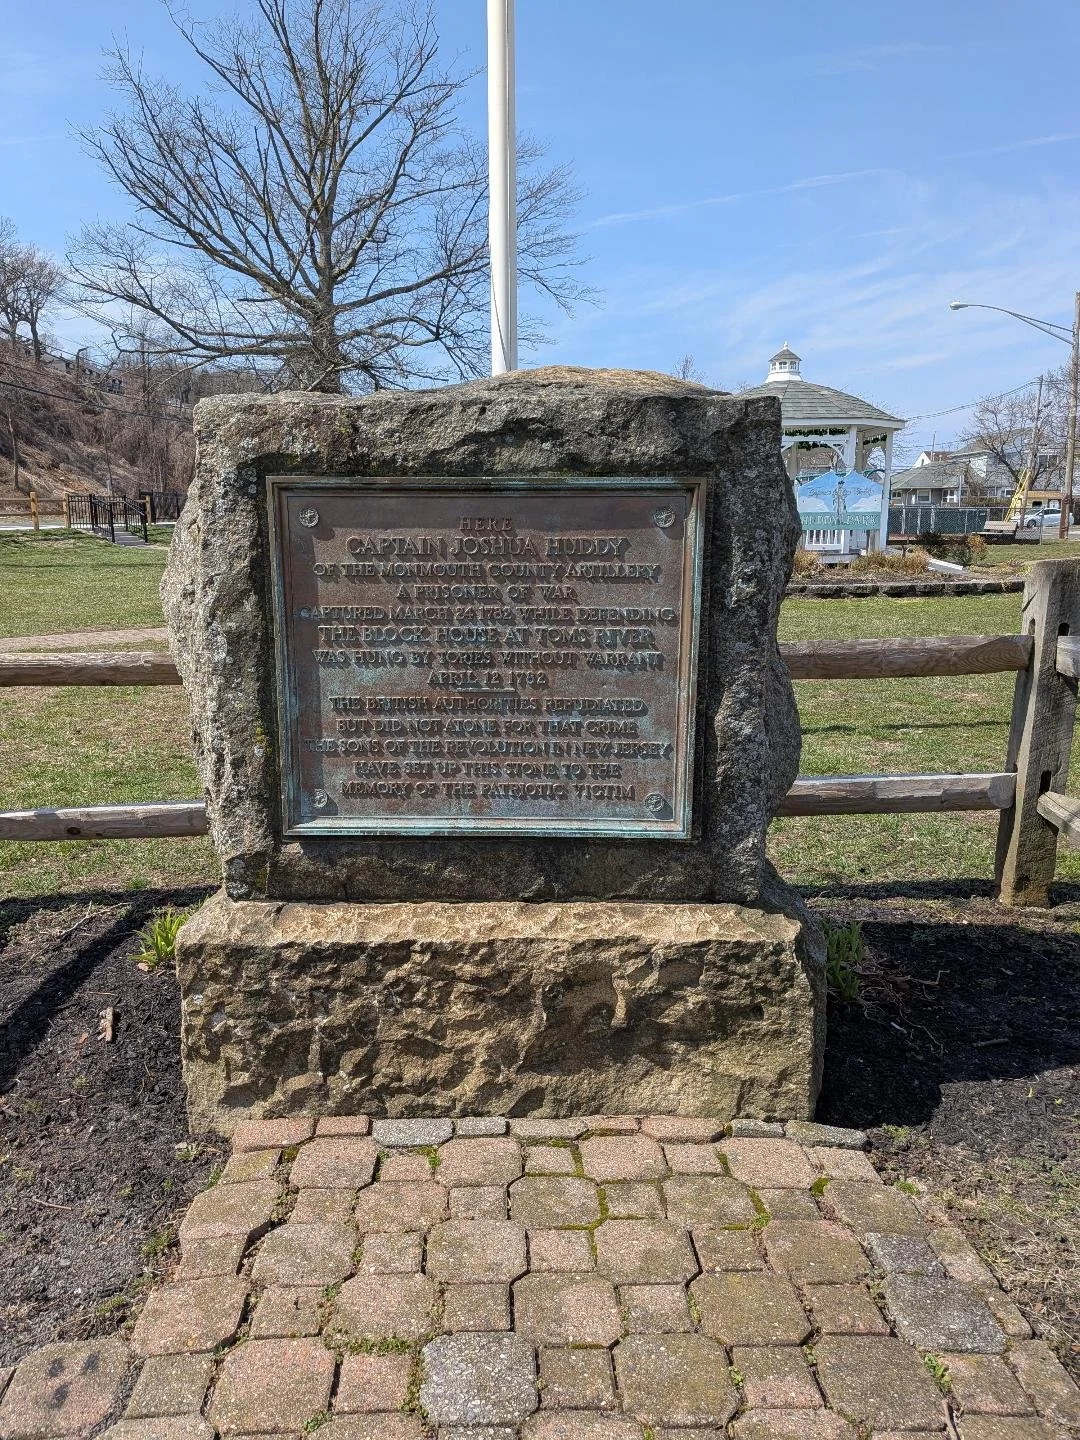 HERE
CAPTAIN JOSHUA HUDDY
OF THE MONMOUTH COUNTY ARTILLERY
A PRISONER OF WAR
CAPTURED MARCH 24 1782 WHILE DEFENDING
THE BLOCK HOUSE AT TOMS RIVER
WAS HUNG BY TORIES WITHOUT WARRANT
APRIL 12 1782
THE BRITISH AUTHORITIES REPUDIATED
BUT DID NOT ATONE FOR THAT CRIME
THE SONS OF THE REVOLUTION IN NEW JERSEY
HAVE SET UP THIS STONE TO THE
MEMORY OF THE PATRIOTIC VICTIM
HUDDY PARK